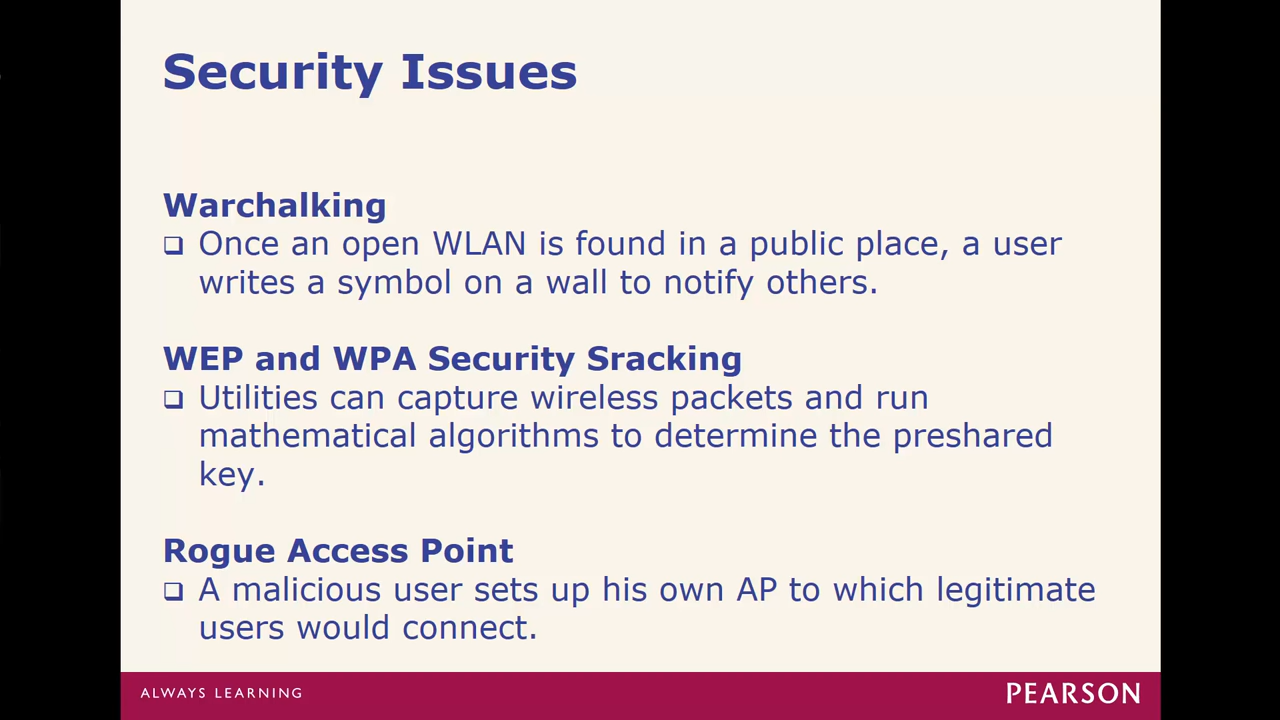 Security Issues
Warchalking
❑ Once an open WLAN is found in a public place, a user
writes a symbol on a wall to notify others.
WEP and WPA Security Sracking
❑ Utilities can capture wireless packets and run
mathematical algorithms to determine the preshared
key.
Rogue Access Point
❑ A malicious user sets up his own AP to which legitimate
users would connect.
ALWAYS LEARNING
PEARSON